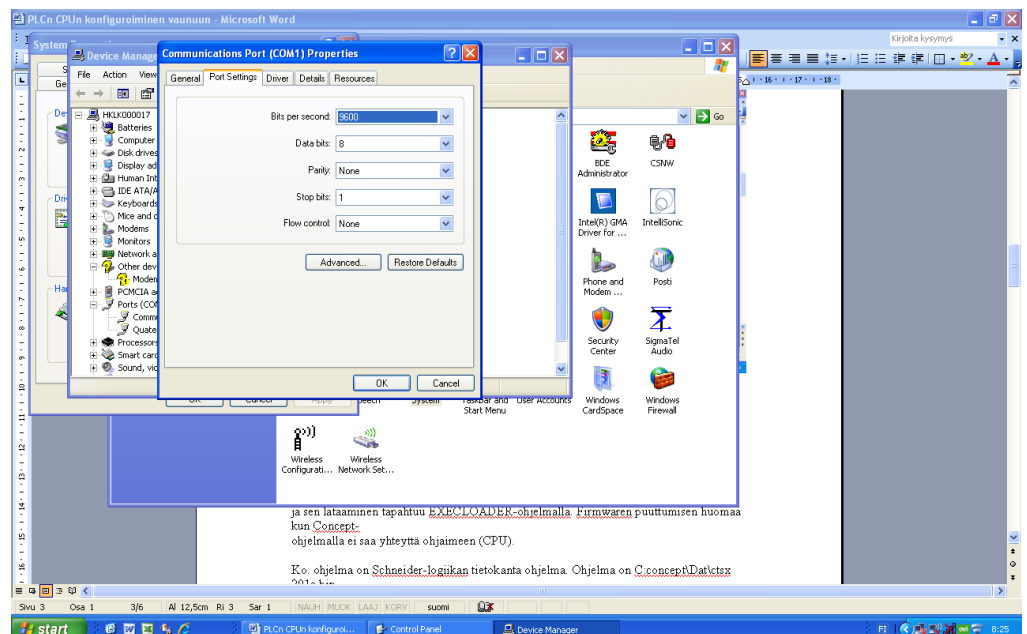 PLCn CPUn konfiguroiminen vaunuun - Microsoft Word
Kirjoita kysymys
System
Device Manage
File Action View
HKLK000017
Batteries
Computer
Disk drives
Display ad
Human Int
IDE ATA/A
Keyboards
Mice and o
Modems
Monitors
Network a
Other dev
Modem
PCMCIA a
Ports (COM
Commu
Quate
Processors
Smart card
Sound, vid
Communications Port (COM1) Properties
General Port Settings Driver Details Resources
Bits per second: 9600
Data bits: 8
Parity: None
Stop bits: 1
Flow control: None
Advanced... Restore Defaults
OK Cancel
Go
BDE Administrator
CSNW
Intel(R) GMA Driver for ...
IntelliSonic
Phone and Modem ...
Posti
Security Center
SigmaTel Audio
System
Taskbar and Start Menu
User Accounts
Windows CardSpace
Windows Firewall
Wireless Configurati...
Wireless Network Set...
ja sen lataaminen tapahtuu EXECLOADER-ohjelmalla. Firmwaren puuttumisen huomaa
kun Concept-
ohjelmalla ei saa yhteyttä ohjaimeen (CPU).
K.o. ohjelma on Schneider-logiikan tietokanta ohjelma. Ohjelma on C:concept\Dat\ctsx
Sivu 3 Osa 1 3/6 Al 12,5cm Ri 3 Sar 1 NAUH MUOK LAAJ KORV suomi
start PLCn CPUn konfiguroi... Control Panel Device Manager FI 8:25